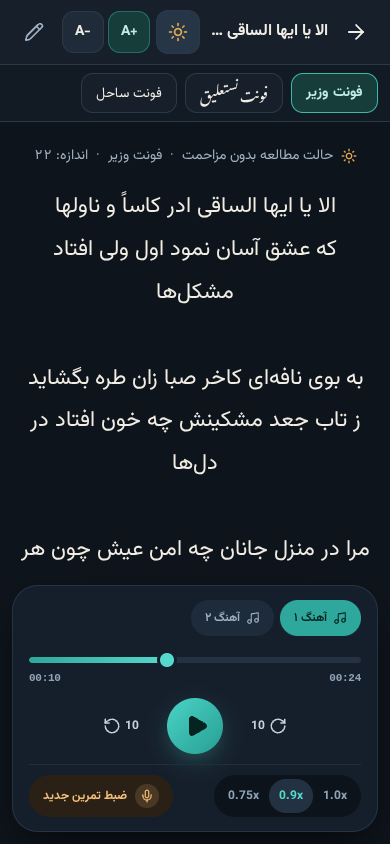 الا یا ایها الساقی ...
A+
A-
فونت وزیر
فونت نستعلیق
فونت ساحل
حالت مطالعه بدون مزاحمت · فونت وزیر · اندازه: ۲۲
الا یا ایها الساقی ادر کاساً و ناولها
که عشق آسان نمود اول ولی افتاد
مشکل‌ها
به بوی نافه‌ای کاخر صبا زان طره بگشاید
ز تاب جعد مشکینش چه خون افتاد در
دل‌ها
مرا در منزل جانان چه امن عیش چون هر
آهنگ ۱
آهنگ ۲
00:10
00:24
10
10
ضبط تمرین جدید
0.75x
0.9x
1.0x